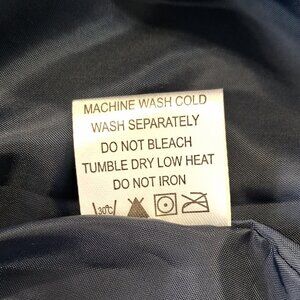 MACHINE WASH COLD
WASH SEPARATELY
DO NOT BLEACH
TUMBLE DRY LOW HEAT
DO NOT IRON
30°C